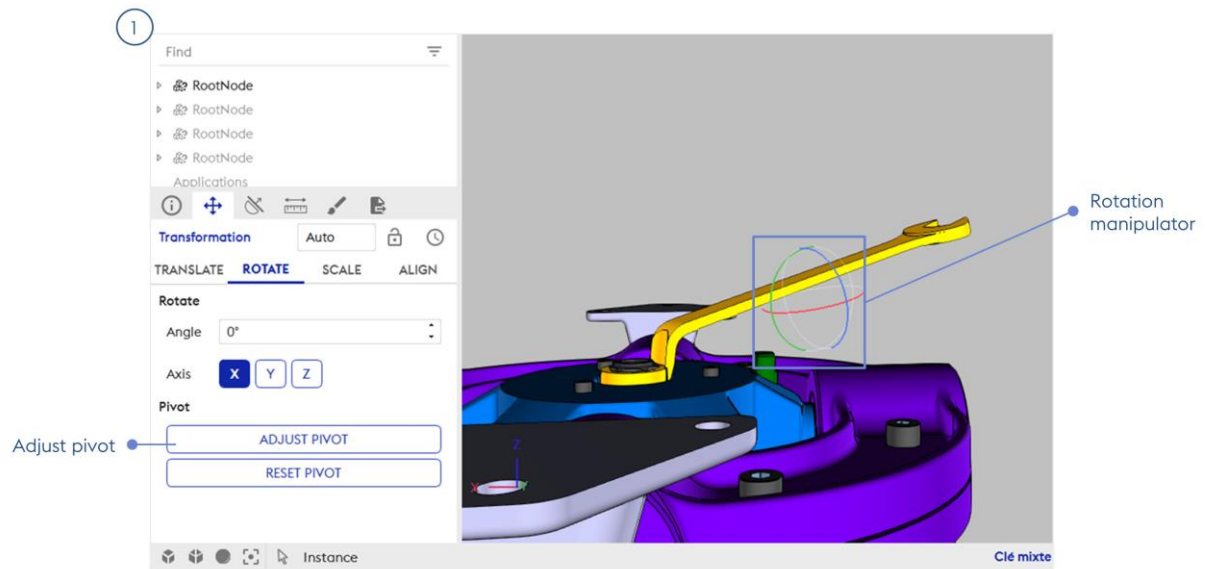 1
Find
RootNode
RootNode
RootNode
RootNode
Applications
Transformation
Auto
TRANSLATE ROTATE SCALE ALIGN
Rotate
Angle 0°
Axis X Y Z
Pivot
ADJUST PIVOT
RESET PIVOT
Instance
Adjust pivot
Rotation
manipulator
Z
X Y
Clé mixte